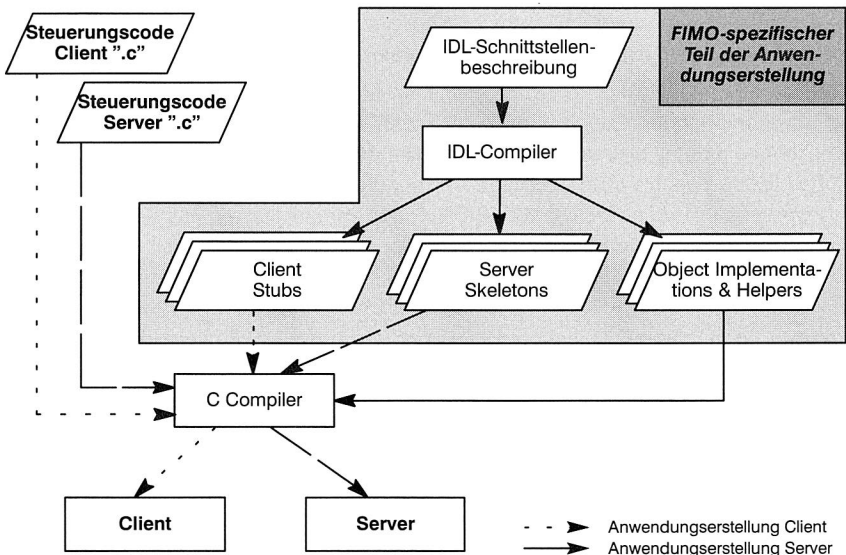 Steuerungscode
Client ".c"
Steuerungscode
Server ".c"
IDL-Schnittstellen-
beschreibung
FIMO-spezifischer
Teil der Anwen-
dungserstellung
IDL-Compiler
Client
Stubs
Server
Skeletons
Object Implementa-
tions & Helpers
C Compiler
Client
Server
Anwendungserstellung Client
Anwendungserstellung Server